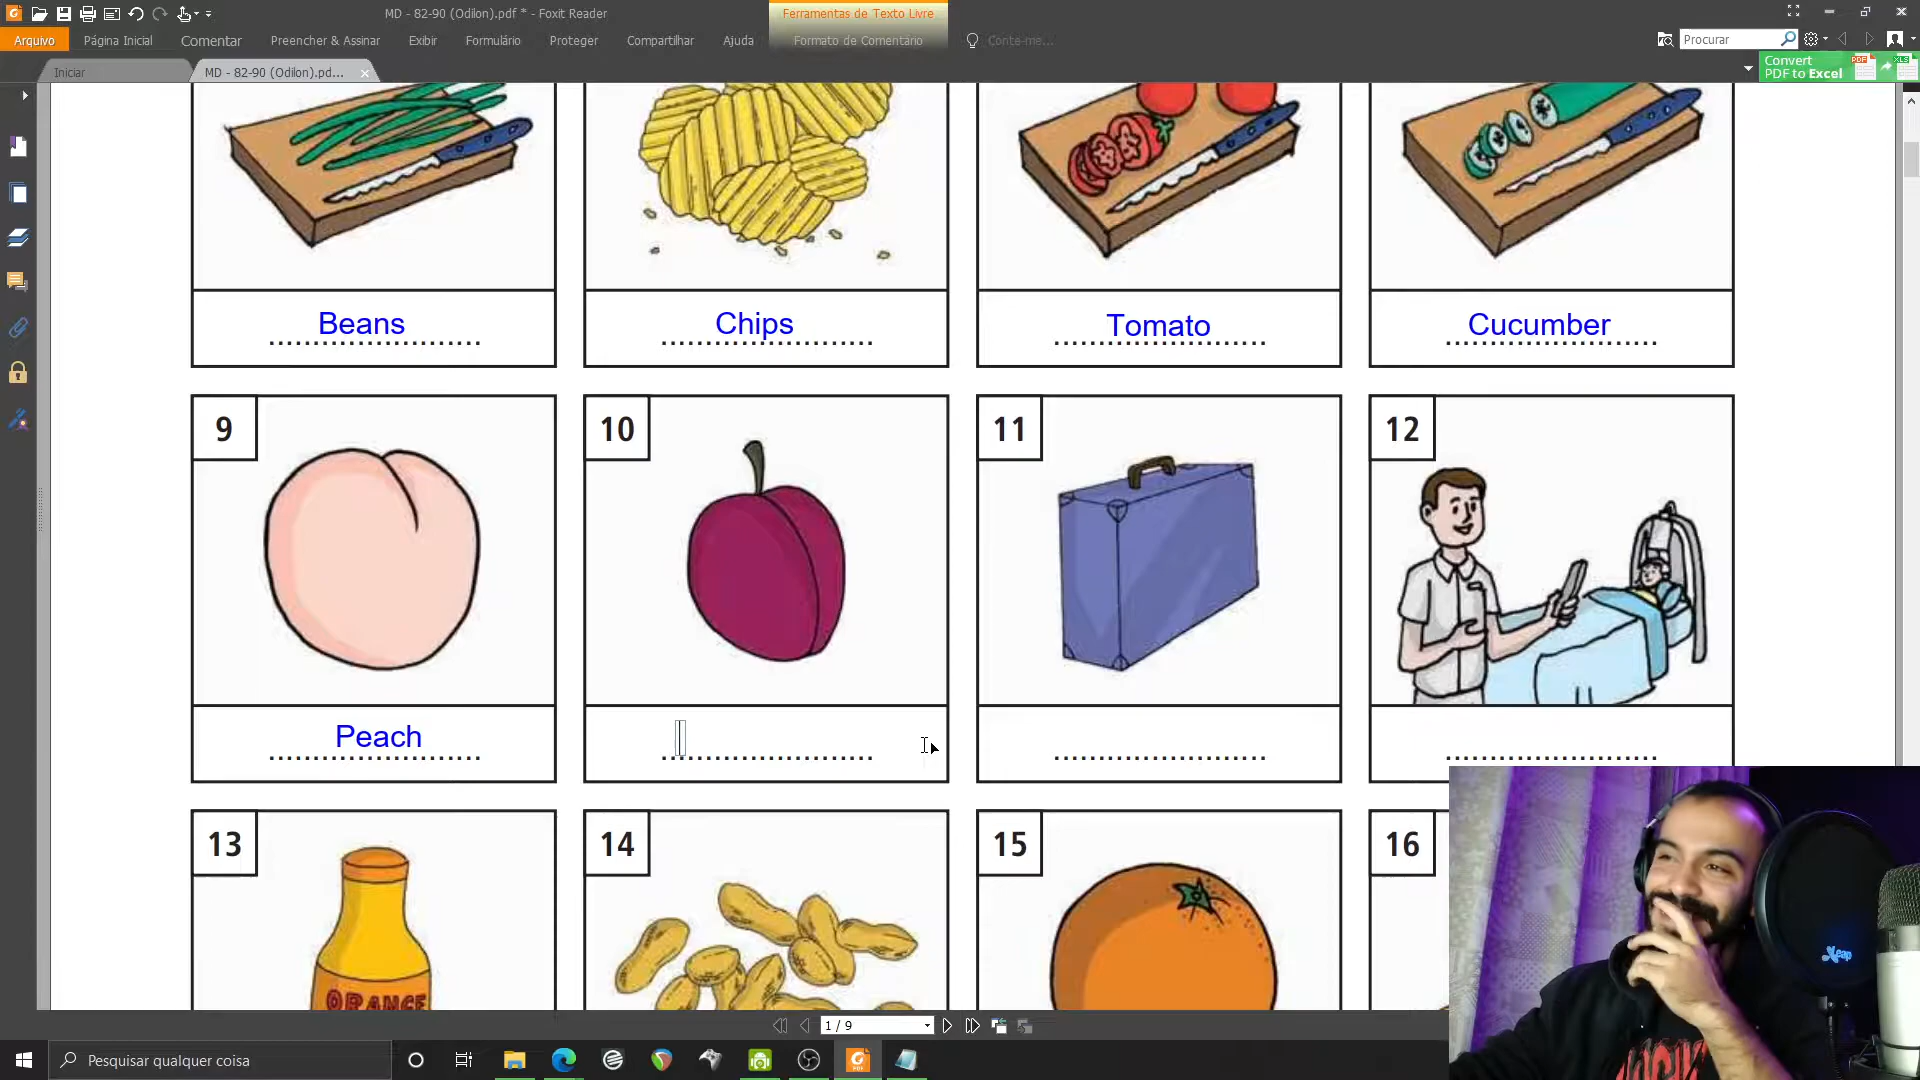 MD - 82-90 (Odilon).pdf * - Foxit Reader
Ferramentas de Texto Livre
Arquivo
Página Inicial
Comentar
Preencher & Assinar
Exibir
Formulário
Proteger
Compartilhar
Ajuda
Formato de Comentário
Conte-me...
Procurar
Iniciar
MD - 82-90 (Odilon).pd...
Convert
PDF to Excel
Beans
Chips
Tomato
Cucumber
9
10
11
12
Peach
13
14
15
16
ORANGE
1 / 9
Pesquisar qualquer coisa